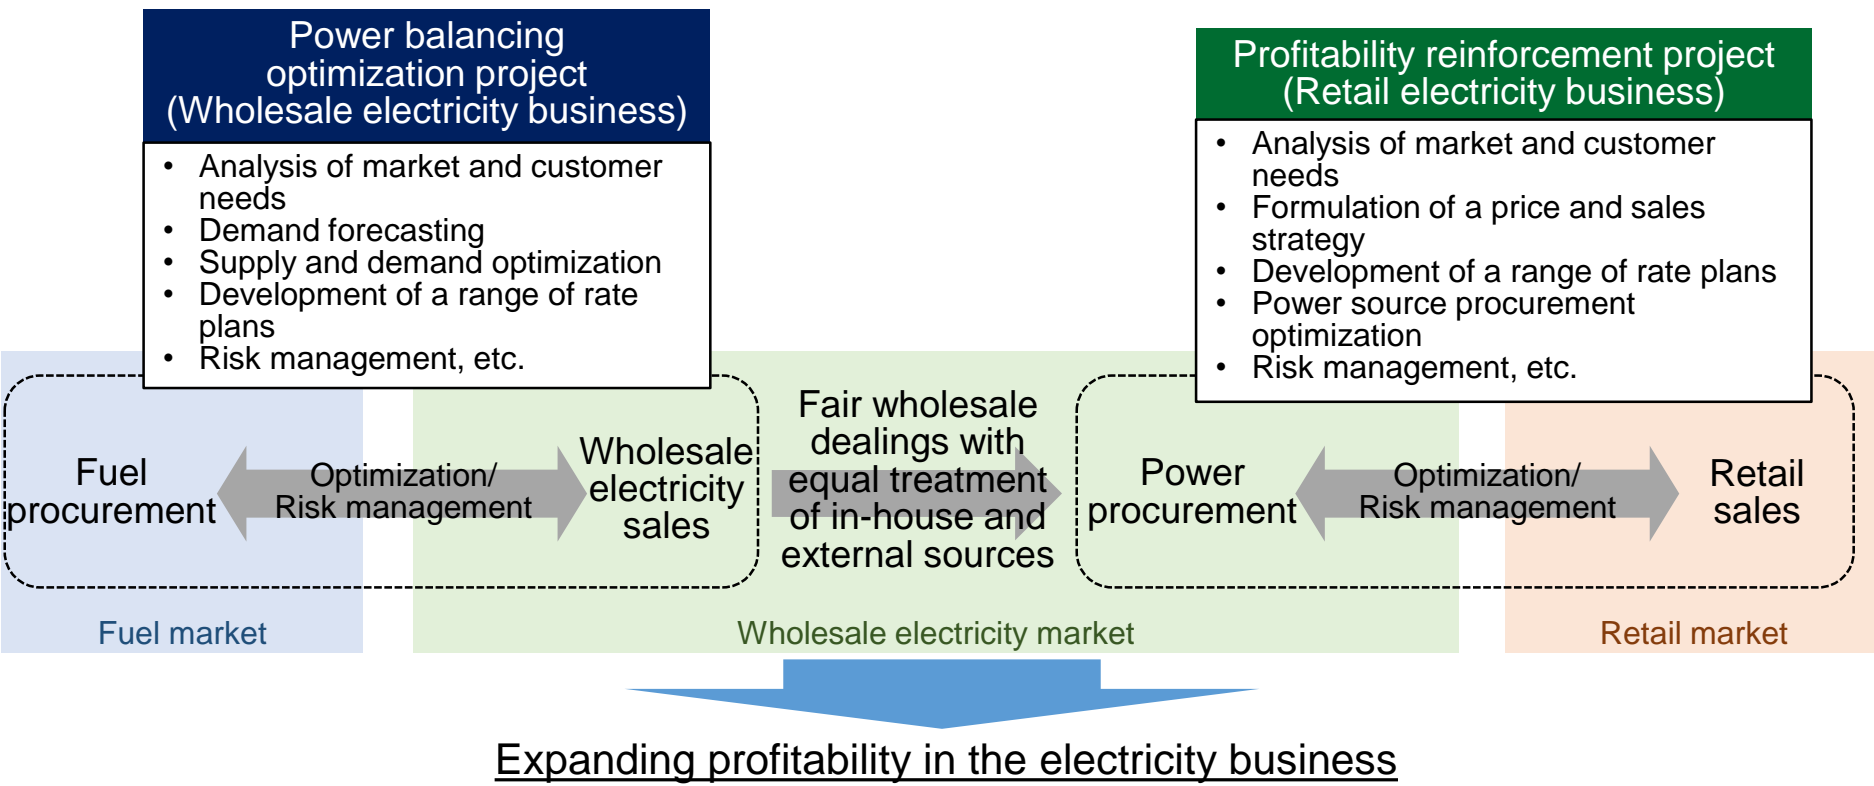 Power balancing
optimization project
(Wholesale electricity business)
• Analysis of market and customer
needs
• Demand forecasting
• Supply and demand optimization
• Development of a range of rate
plans
• Risk management, etc.
Profitability reinforcement project
(Retail electricity business)
• Analysis of market and customer
needs
• Formulation of a price and sales
strategy
• Development of a range of rate plans
• Power source procurement
optimization
• Risk management, etc.
Fuel
procurement
Optimization/
Risk management
Wholesale
electricity
sales
Fair wholesale
dealings with
equal treatment
of in-house and
external sources
Power
procurement
Optimization/
Risk management
Retail
sales
Fuel market
Wholesale electricity market
Retail market
Expanding profitability in the electricity business